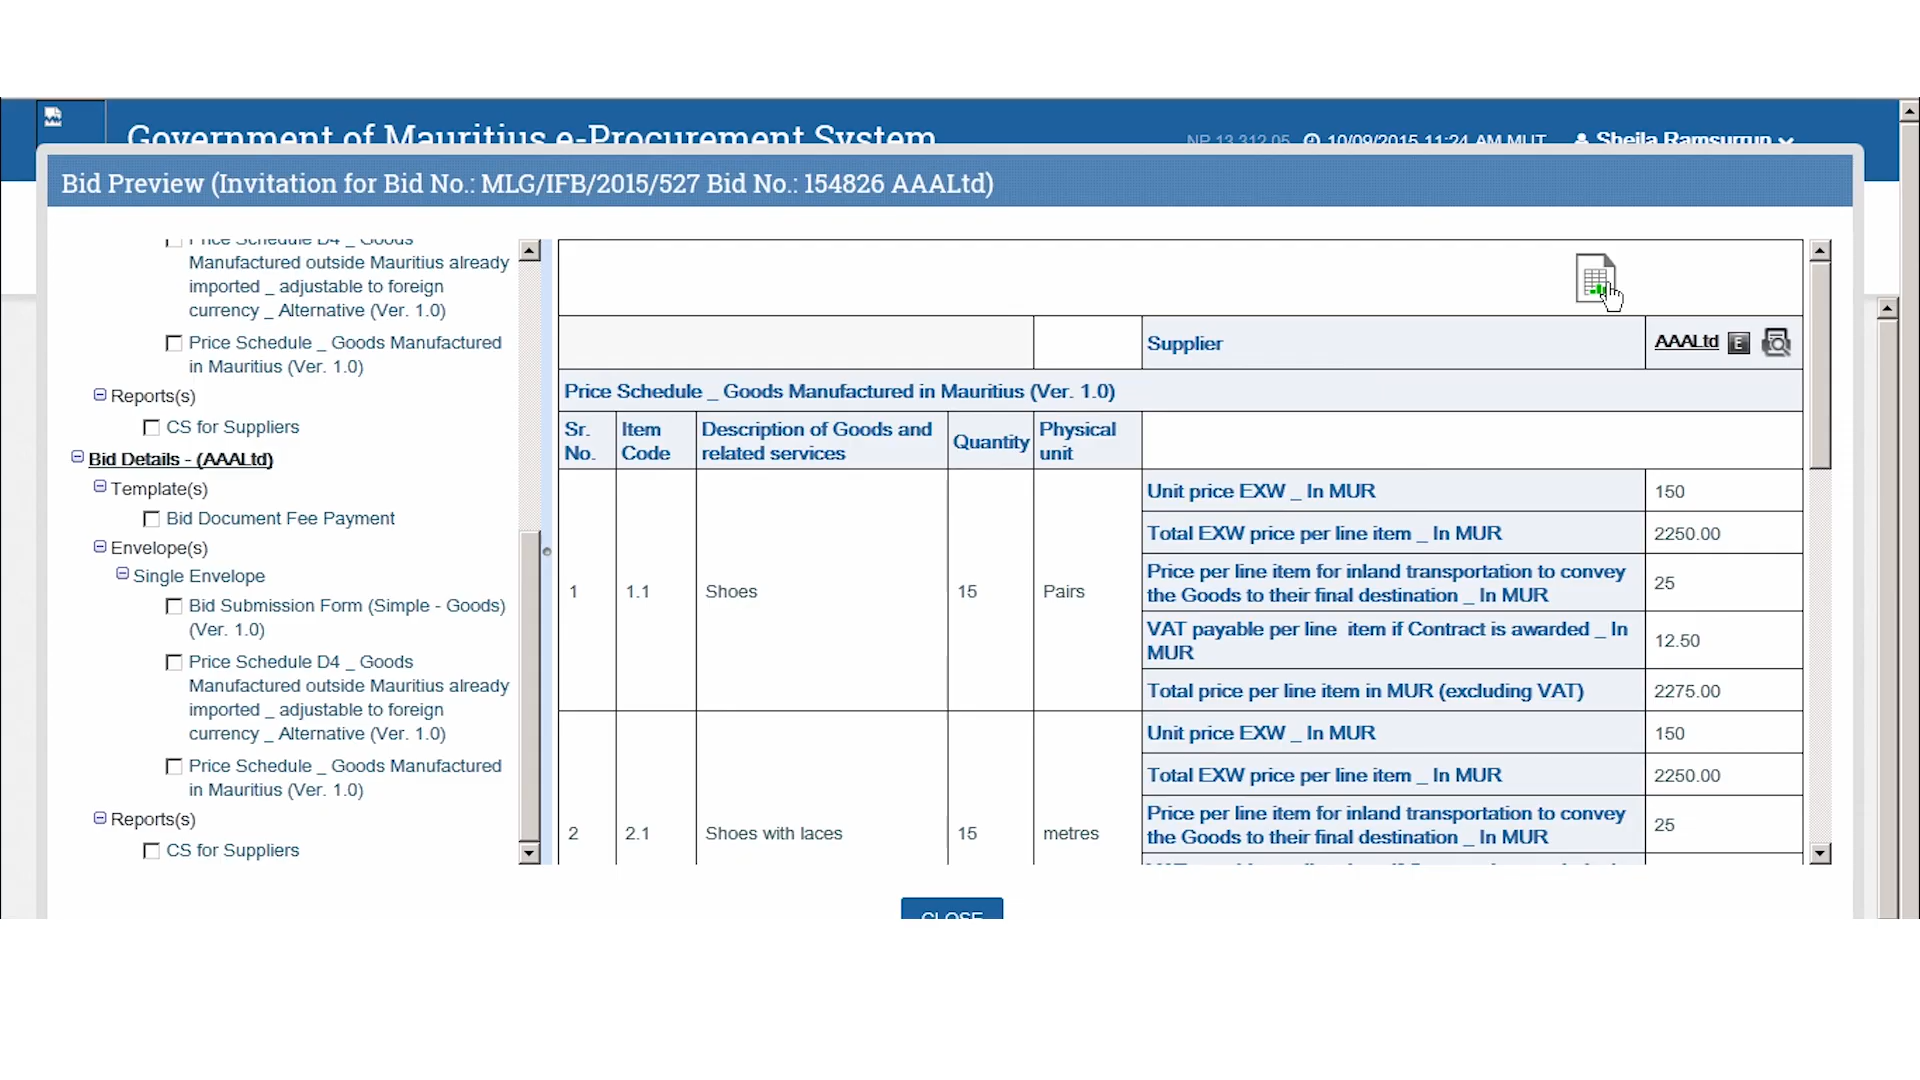 Government of Mauritius e-Procurement System
NP 13.312.05 10/09/2015 11:24 AM MUT Sheila Ramsurrun
Bid Preview (Invitation for Bid No.: MLG/IFB/2015/527 Bid No.: 154826 AAALtd)
Price Schedule D4 _ Goods
Manufactured outside Mauritius already
imported _ adjustable to foreign
currency _ Alternative (Ver. 1.0)
Price Schedule _ Goods Manufactured
in Mauritius (Ver. 1.0)
Reports(s)
CS for Suppliers
Bid Details - (AAALtd)
Template(s)
Bid Document Fee Payment
Envelope(s)
Single Envelope
Bid Submission Form (Simple - Goods)
(Ver. 1.0)
Price Schedule D4 _ Goods
Manufactured outside Mauritius already
imported _ adjustable to foreign
currency _ Alternative (Ver. 1.0)
Price Schedule _ Goods Manufactured
in Mauritius (Ver. 1.0)
Reports(s)
CS for Suppliers
Supplier
AAALtd E
Price Schedule _ Goods Manufactured in Mauritius (Ver. 1.0)
Sr.
No.
Item
Code
Description of Goods and
related services
Quantity
Physical
unit
1
1.1
Shoes
15
Pairs
Unit price EXW _ In MUR
150
Total EXW price per line item _ In MUR
2250.00
Price per line item for inland transportation to convey
the Goods to their final destination _ In MUR
25
VAT payable per line item if Contract is awarded _ In
MUR
12.50
Total price per line item in MUR (excluding VAT)
2275.00
2
2.1
Shoes with laces
15
metres
Unit price EXW _ In MUR
150
Total EXW price per line item _ In MUR
2250.00
Price per line item for inland transportation to convey
the Goods to their final destination _ In MUR
25
CLOSE